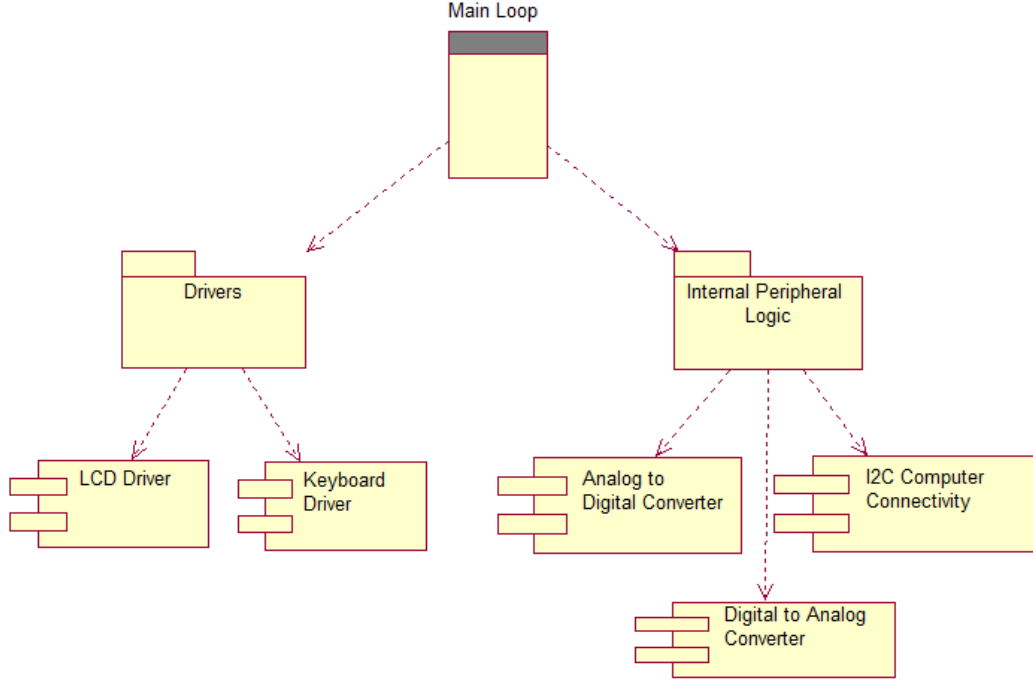 Main Loop
Drivers
Internal Peripheral
Logic
LCD Driver
Keyboard
Driver
Analog to
Digital Converter
I2C Computer
Connectivity
Digital to Analog
Converter